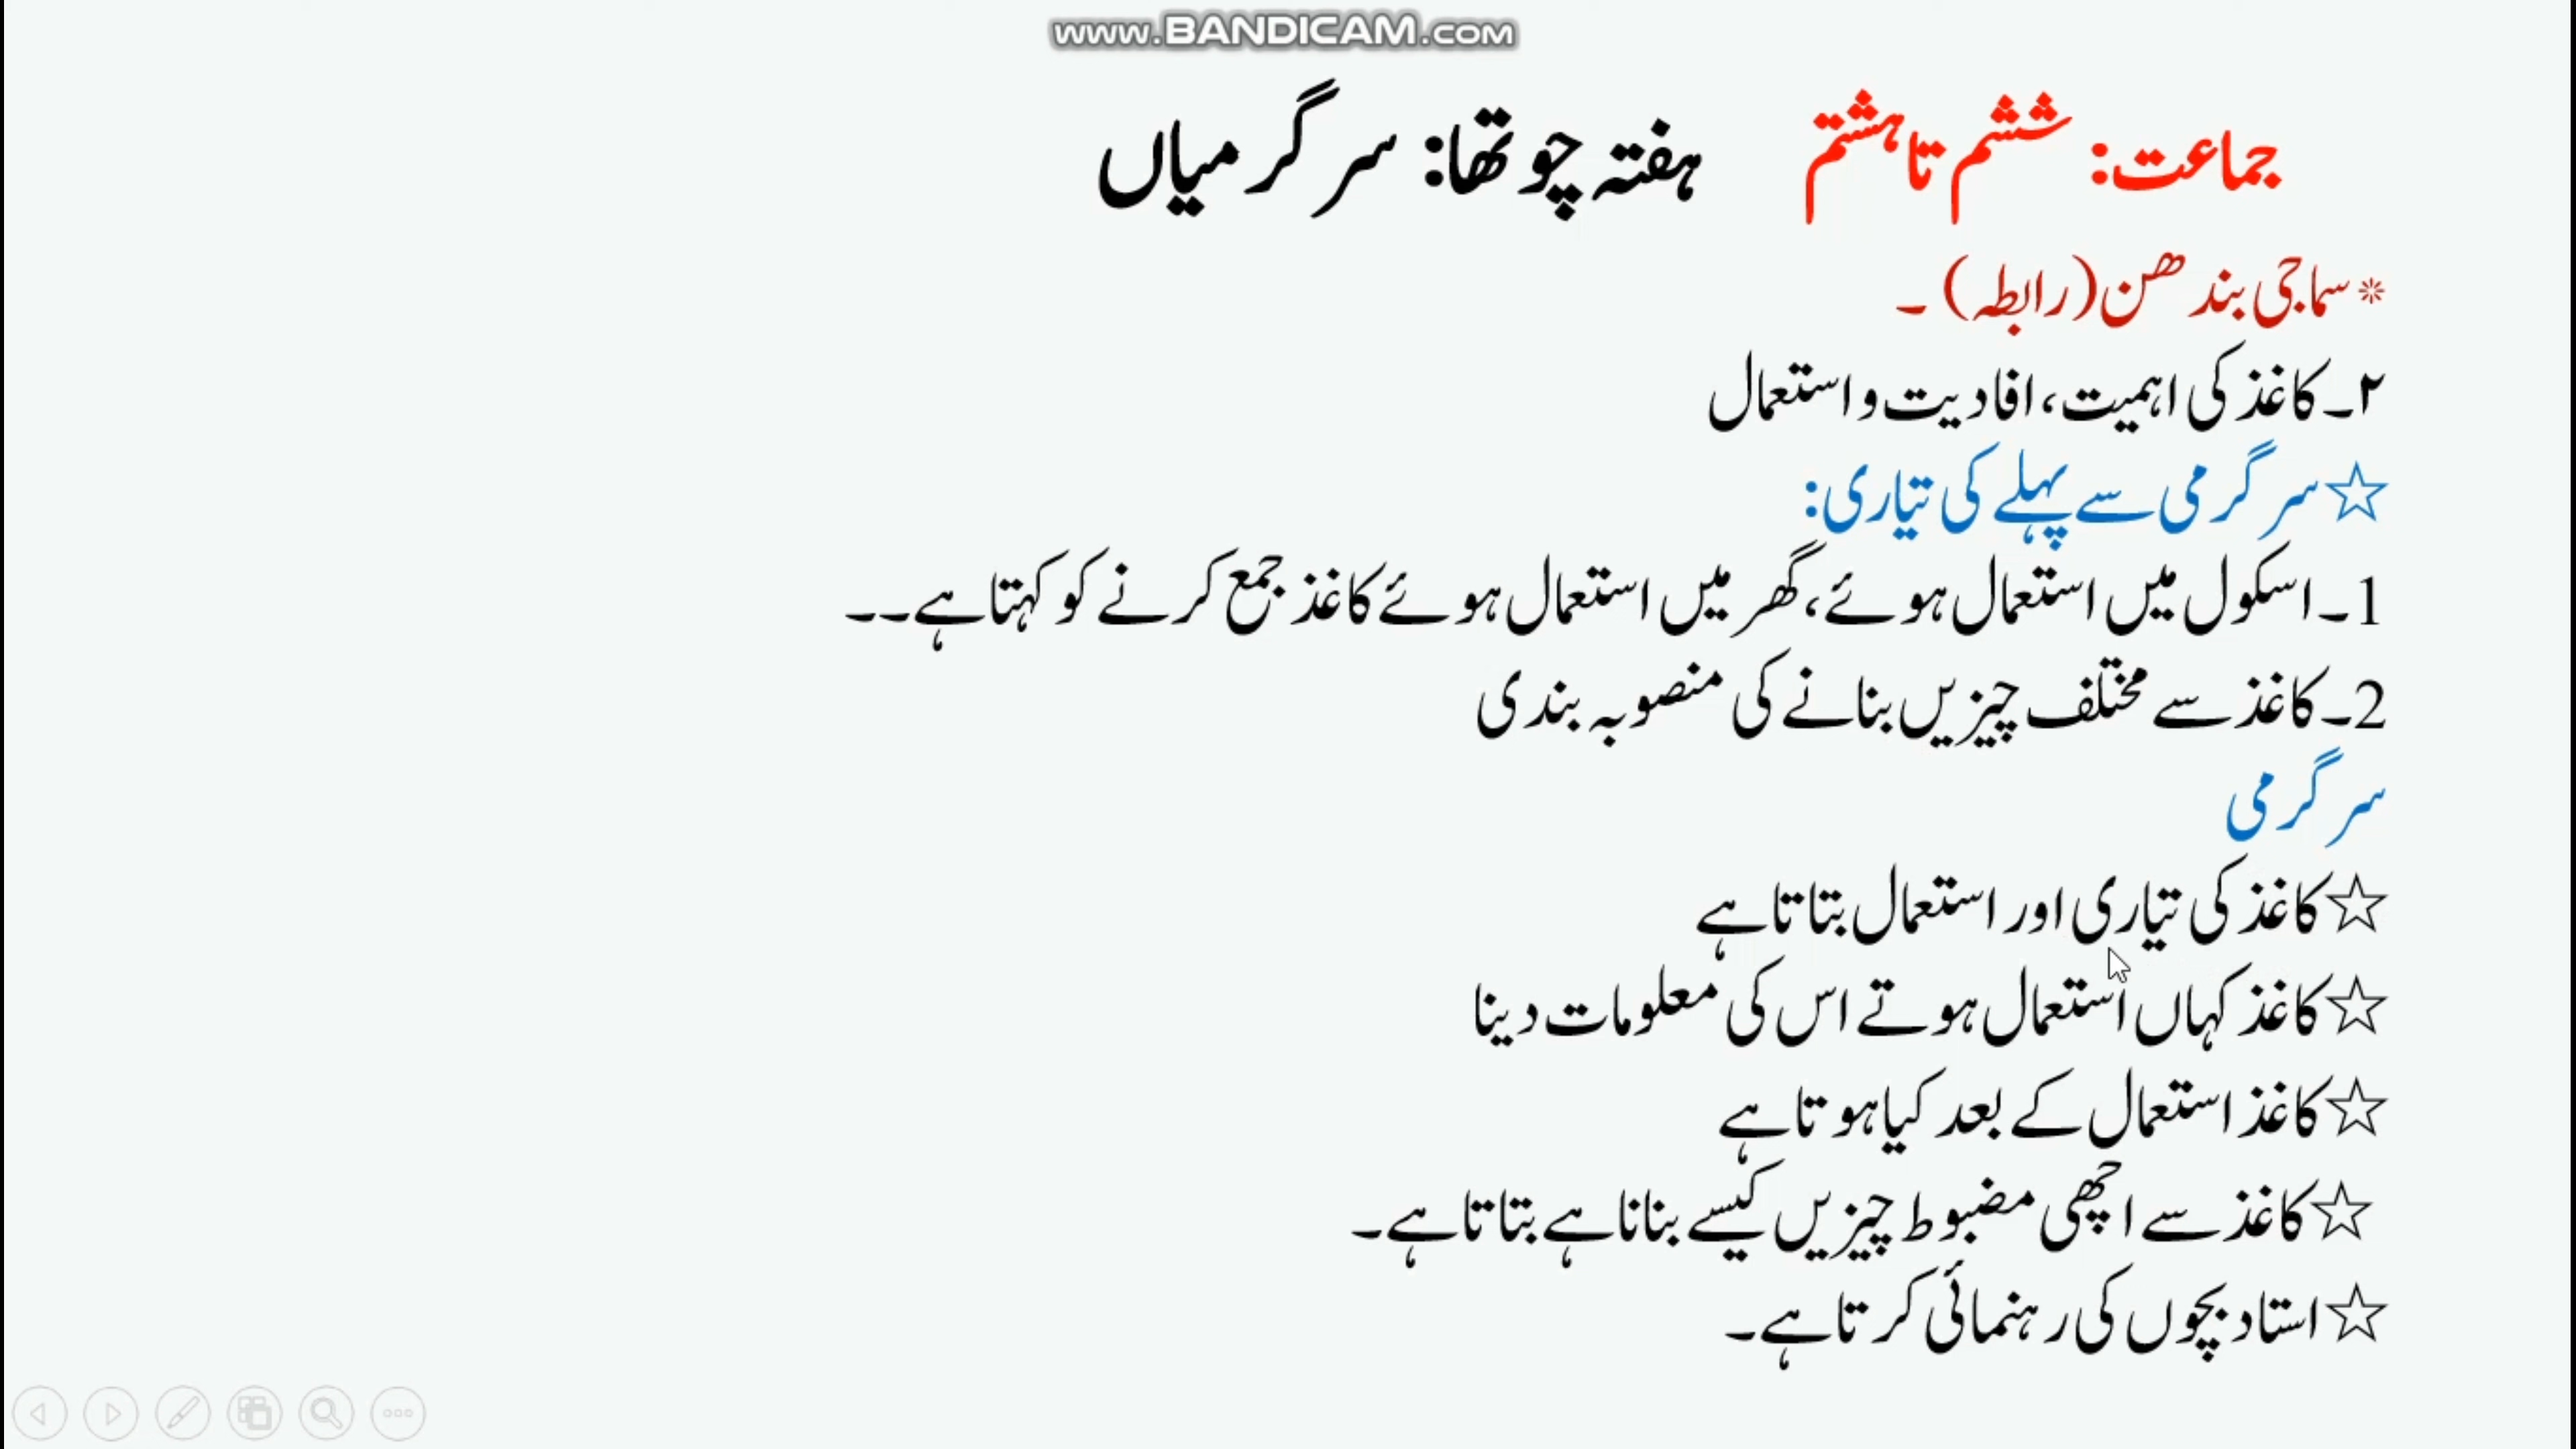 www.BANDICAM.com
جماعت: ششم تا ہشتم ہفتہ چوتھا: سرگرمیاں
*سماجی بندھن(رابطہ)۔
۲۔کاغذ کی اہمیت، افادیت و استعمال
☆سرگرمی سے پہلے کی تیاری:
1۔اسکول میں استعمال ہوئے، گھر میں استعمال ہوئے کاغذ جمع کرنے کو کہتا ہے۔۔
2۔کاغذ سے مختلف چیزیں بنانے کی منصوبہ بندی
سرگرمی
☆کاغذ کی تیاری اور استعمال بتاتا ہے
☆کاغذ کہاں استعمال ہوتے اس کی معلومات دینا
☆کاغذ استعمال کے بعد کیا ہوتا ہے
☆کاغذ سے اچھی مضبوط چیزیں کیسے بنانا ہے بتاتا ہے۔
☆استاد بچوں کی رہنمائی کرتا ہے۔